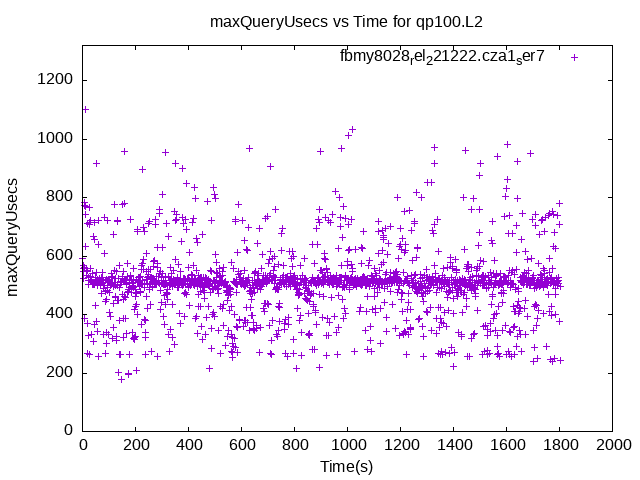 maxQueryUsecs vs Time for qp100.L2
fbmy8028rel221222.cza1ser7
1200
1000
800
600
400
200
0
maxQueryUsecs
0 200 400 600 800 1000 1200 1400 1600 1800 2000
Time(s)